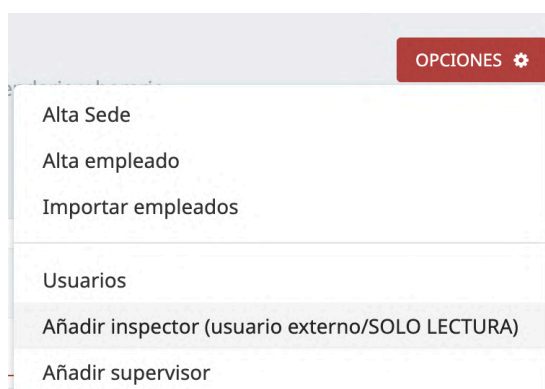 OPCIONES
Alta Sede
Alta empleado
Importar empleados
Usuarios
Añadir inspector (usuario externo/SOLO LECTURA)
Añadir supervisor